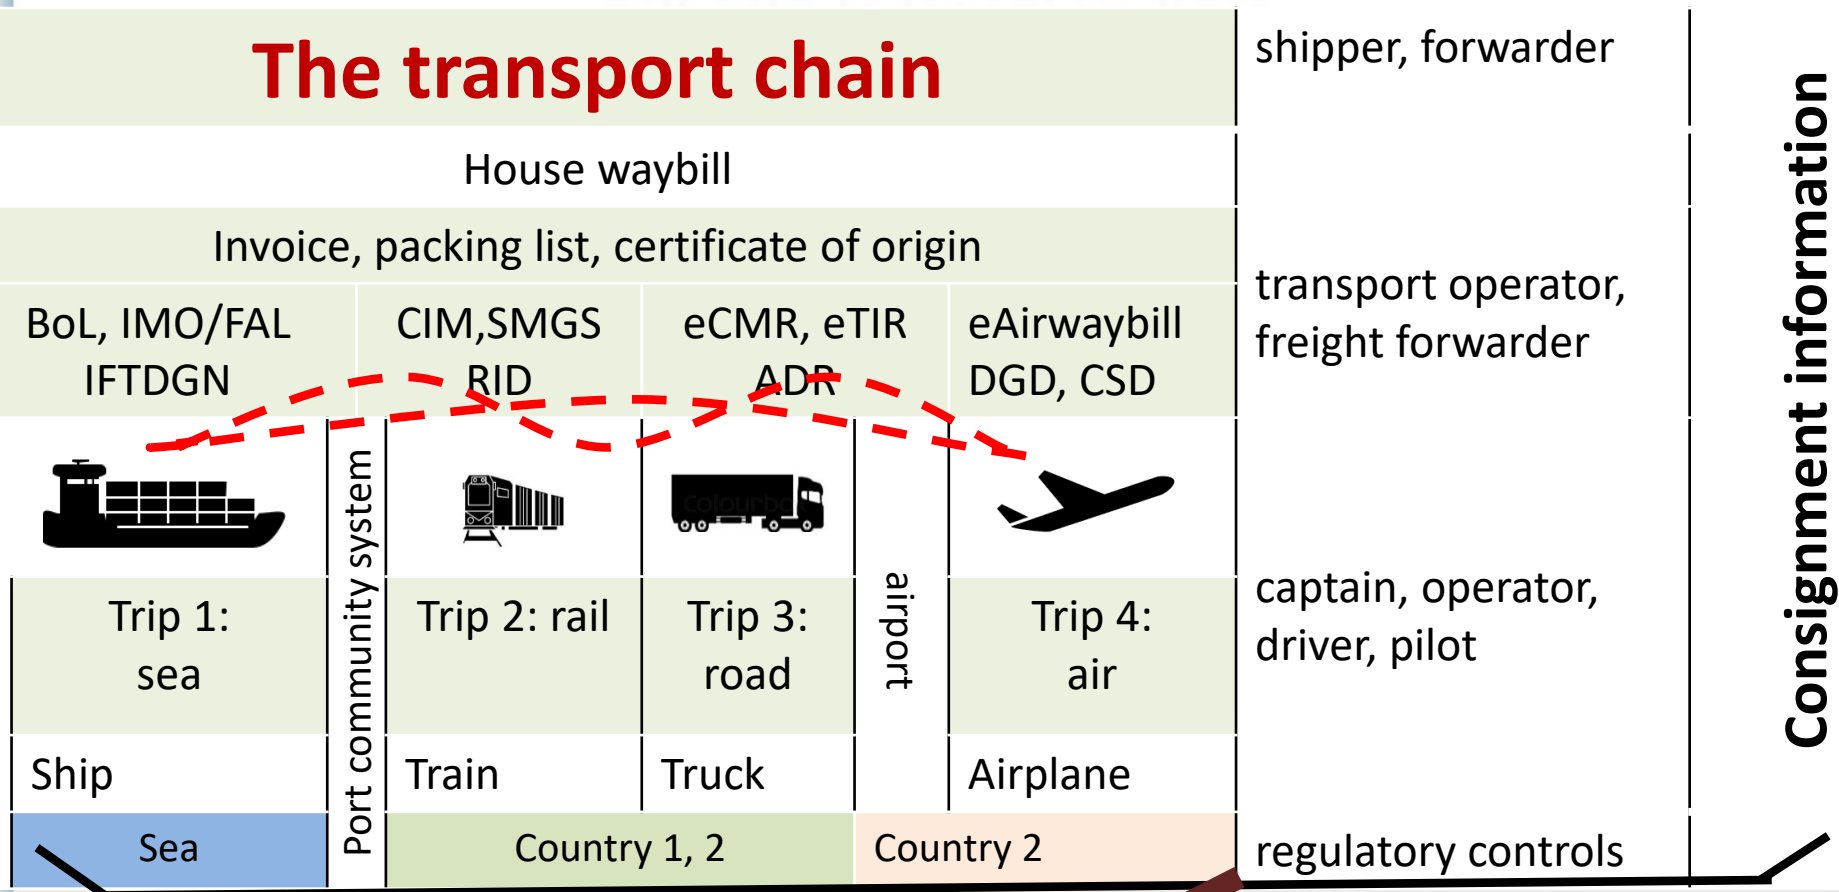 The transport chain
shipper, forwarder
House waybill
Invoice, packing list, certificate of origin
transport operator,
freight forwarder
BoL, IMO/FAL
IFTDGN
CIM,SMGS
RID
eCMR, eTIR
ADR
eAirwaybill
DGD, CSD
Port community system
airport
Colourbo
Trip 1:
sea
Trip 2: rail
Trip 3:
road
Trip 4:
air
captain, operator,
driver, pilot
Ship
Train
Truck
Airplane
Sea
Country 1, 2
Country 2
regulatory controls
Consignment information